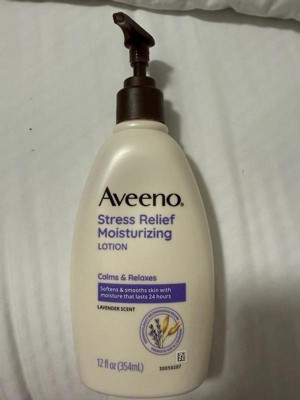 Aveeno®
Stress Relief
Moisturizing
LOTION
Calms & Relaxes
Softens & smooths skin with
moisture that lasts 24 hours
LAVENDER SCENT
12 fl oz (354mL)